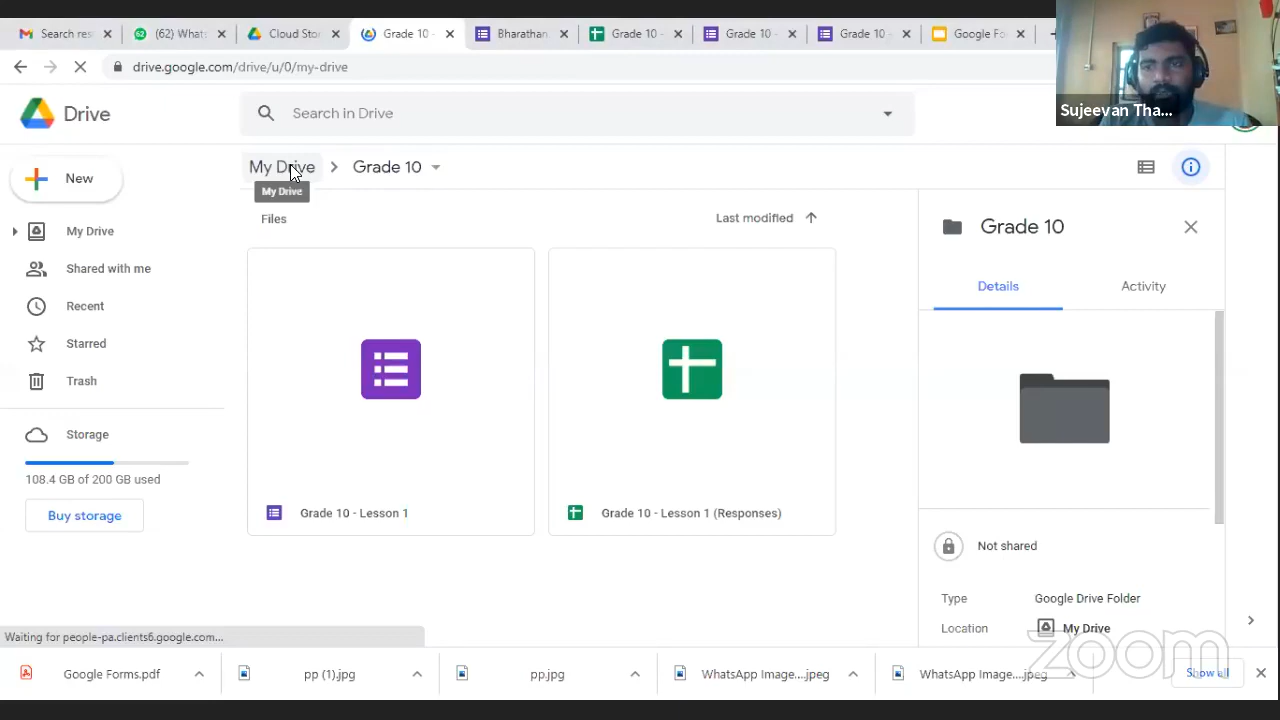 Search res
(62) Whats
Cloud Stor
Grade 10 -
Bharathan
Grade 10 -
Grade 10 -
Grade 10 -
Google Fo
drive.google.com/drive/u/0/my-drive
Sujeevan Tha...
Drive
Search in Drive
New
My Drive
Grade 10
My Drive
My Drive
Shared with me
Recent
Starred
Trash
Storage
108.4 GB of 200 GB used
Buy storage
Files
Last modified
Grade 10 - Lesson 1
Grade 10 - Lesson 1 (Responses)
Grade 10
Details
Activity
Not shared
Type
Google Drive Folder
Location
My Drive
Waiting for people-pa.clients6.google.com...
zoom
Google Forms.pdf
pp (1).jpg
pp.jpg
WhatsApp Image....jpeg
WhatsApp Image....jpeg
Show all